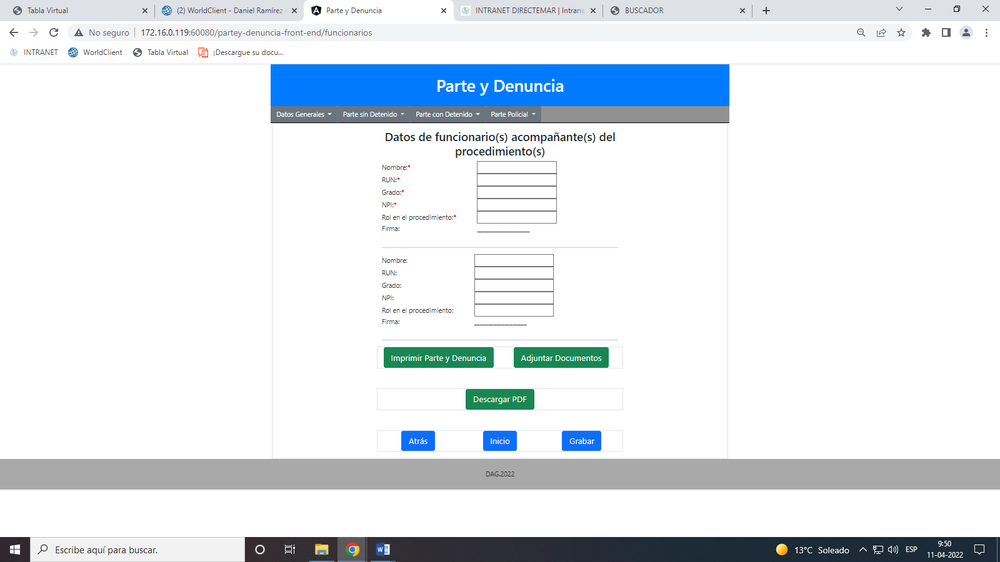 Tabla Virtual
(2) WorldClient - Daniel Ramírez
Parte y Denuncia
INTRANET DIRECTEMAR | Intrane
BUSCADOR
No seguro
172.16.0.119:60080/partey-denuncia-front-end/funcionarios
INTRANET
WorldClient
Tabla Virtual
¡Descargue su docu...
Parte y Denuncia
Datos Generales
Parte sin Detenido
Parte con Detenido
Parte Policial
Datos de funcionario(s) acompañante(s) del
procedimiento(s)
Nombre:*
RUN:*
Grado:*
NPI:*
Rol en el procedimiento:*
Firma: ___________________
Nombre:
RUN:
Grado:
NPI:
Rol en el procedimiento:
Firma: ___________________
Imprimir Parte y Denuncia
Adjuntar Documentos
Descargar PDF
Atrás
Inicio
Grabar
DAG.2022
Escribe aquí para buscar.
13°C Soleado
ESP
9:50
11-04-2022